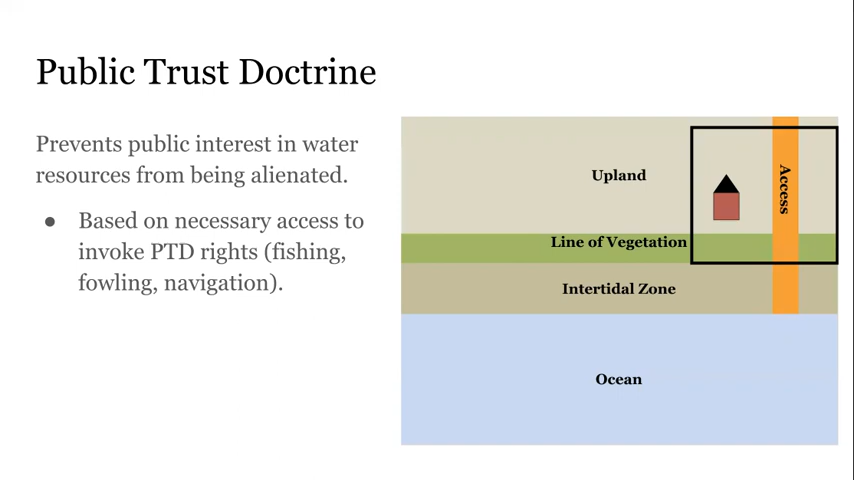 Public Trust Doctrine
Prevents public interest in water
resources from being alienated.
● Based on necessary access to
invoke PTD rights (fishing,
fowling, navigation).
Upland
Access
Line of Vegetation
Intertidal Zone
Ocean